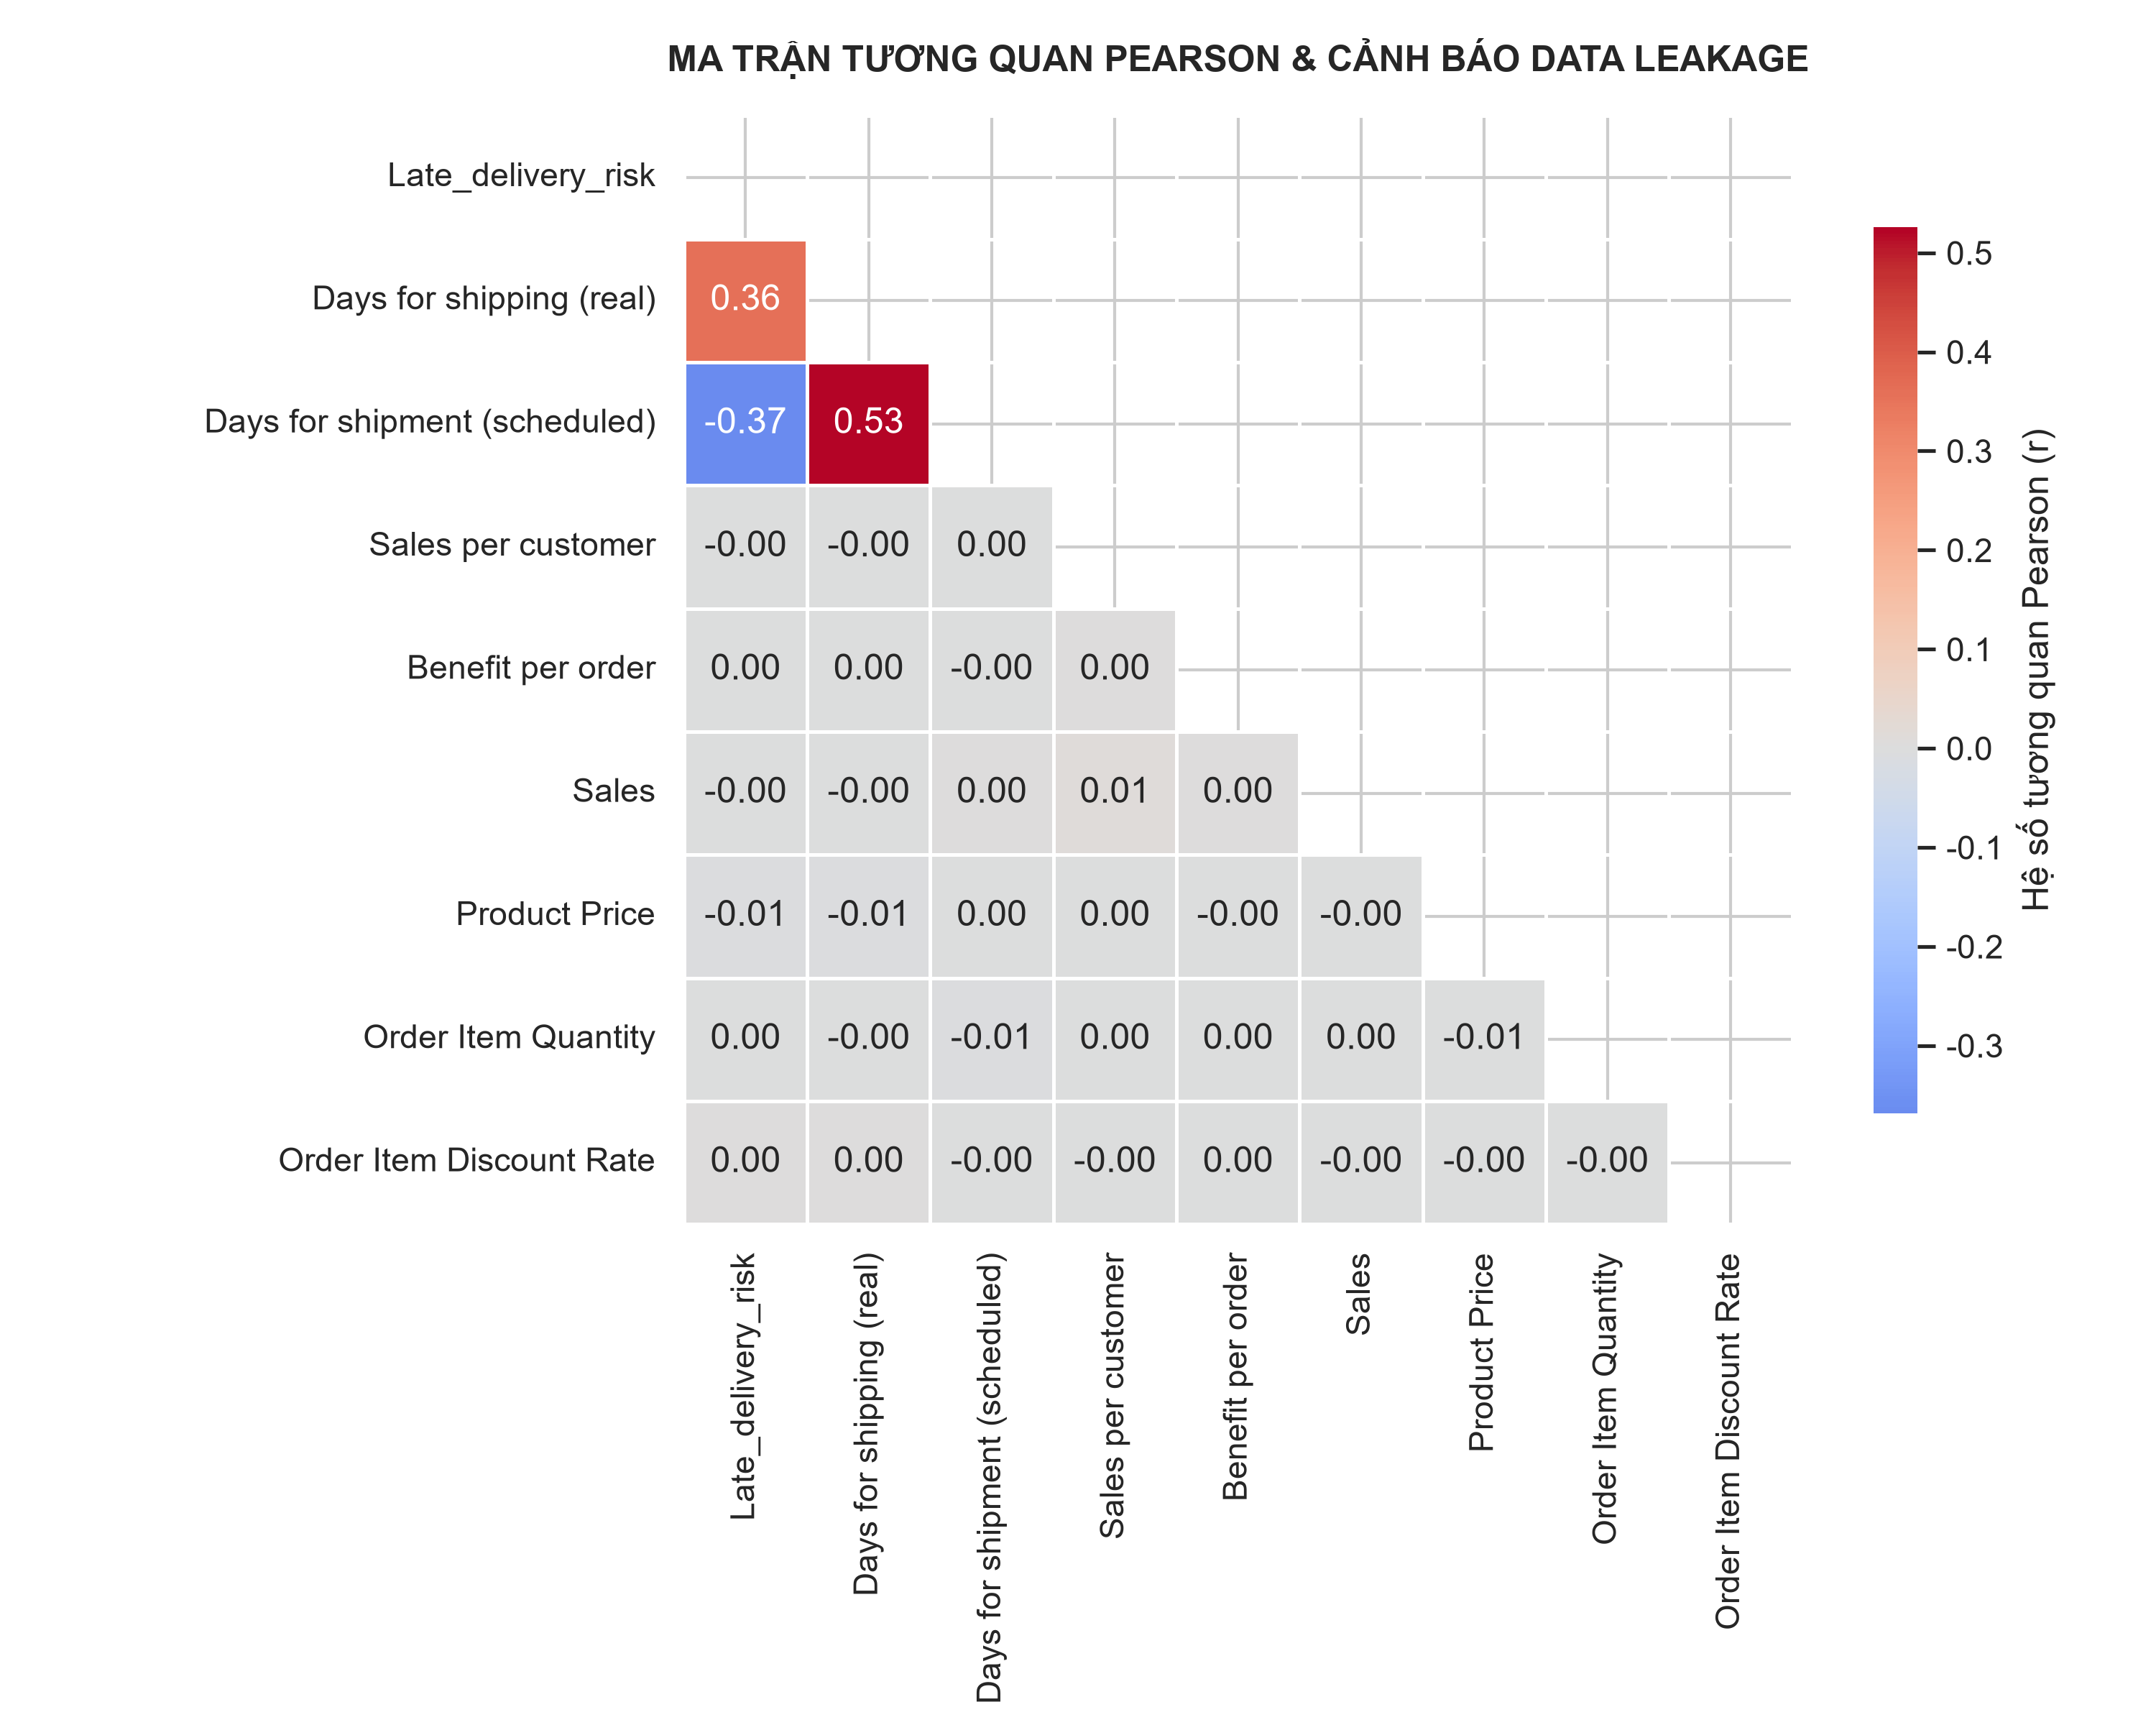 MA TRẬN TƯƠNG QUAN PEARSON & CẢNH BÁO DATA LEAKAGE
Late_delivery_risk
Days for shipping (real) 0.36
Days for shipment (scheduled) -0.37 0.53
Sales per customer -0.00 -0.00 0.00
Benefit per order 0.00 0.00 -0.00 0.00
Sales -0.00 -0.00 0.00 0.01 0.00
Product Price -0.01 -0.01 0.00 0.00 -0.00 -0.00
Order Item Quantity 0.00 -0.00 -0.01 0.00 0.00 0.00 -0.01
Order Item Discount Rate 0.00 0.00 -0.00 -0.00 0.00 -0.00 -0.00 -0.00
Late_delivery_risk
Days for shipping (real)
Days for shipment (scheduled)
Sales per customer
Benefit per order
Sales
Product Price
Order Item Quantity
Order Item Discount Rate
0.5
0.4
0.3
0.2
0.1
0.0
-0.1
-0.2
-0.3
Hệ số tương quan Pearson (r)